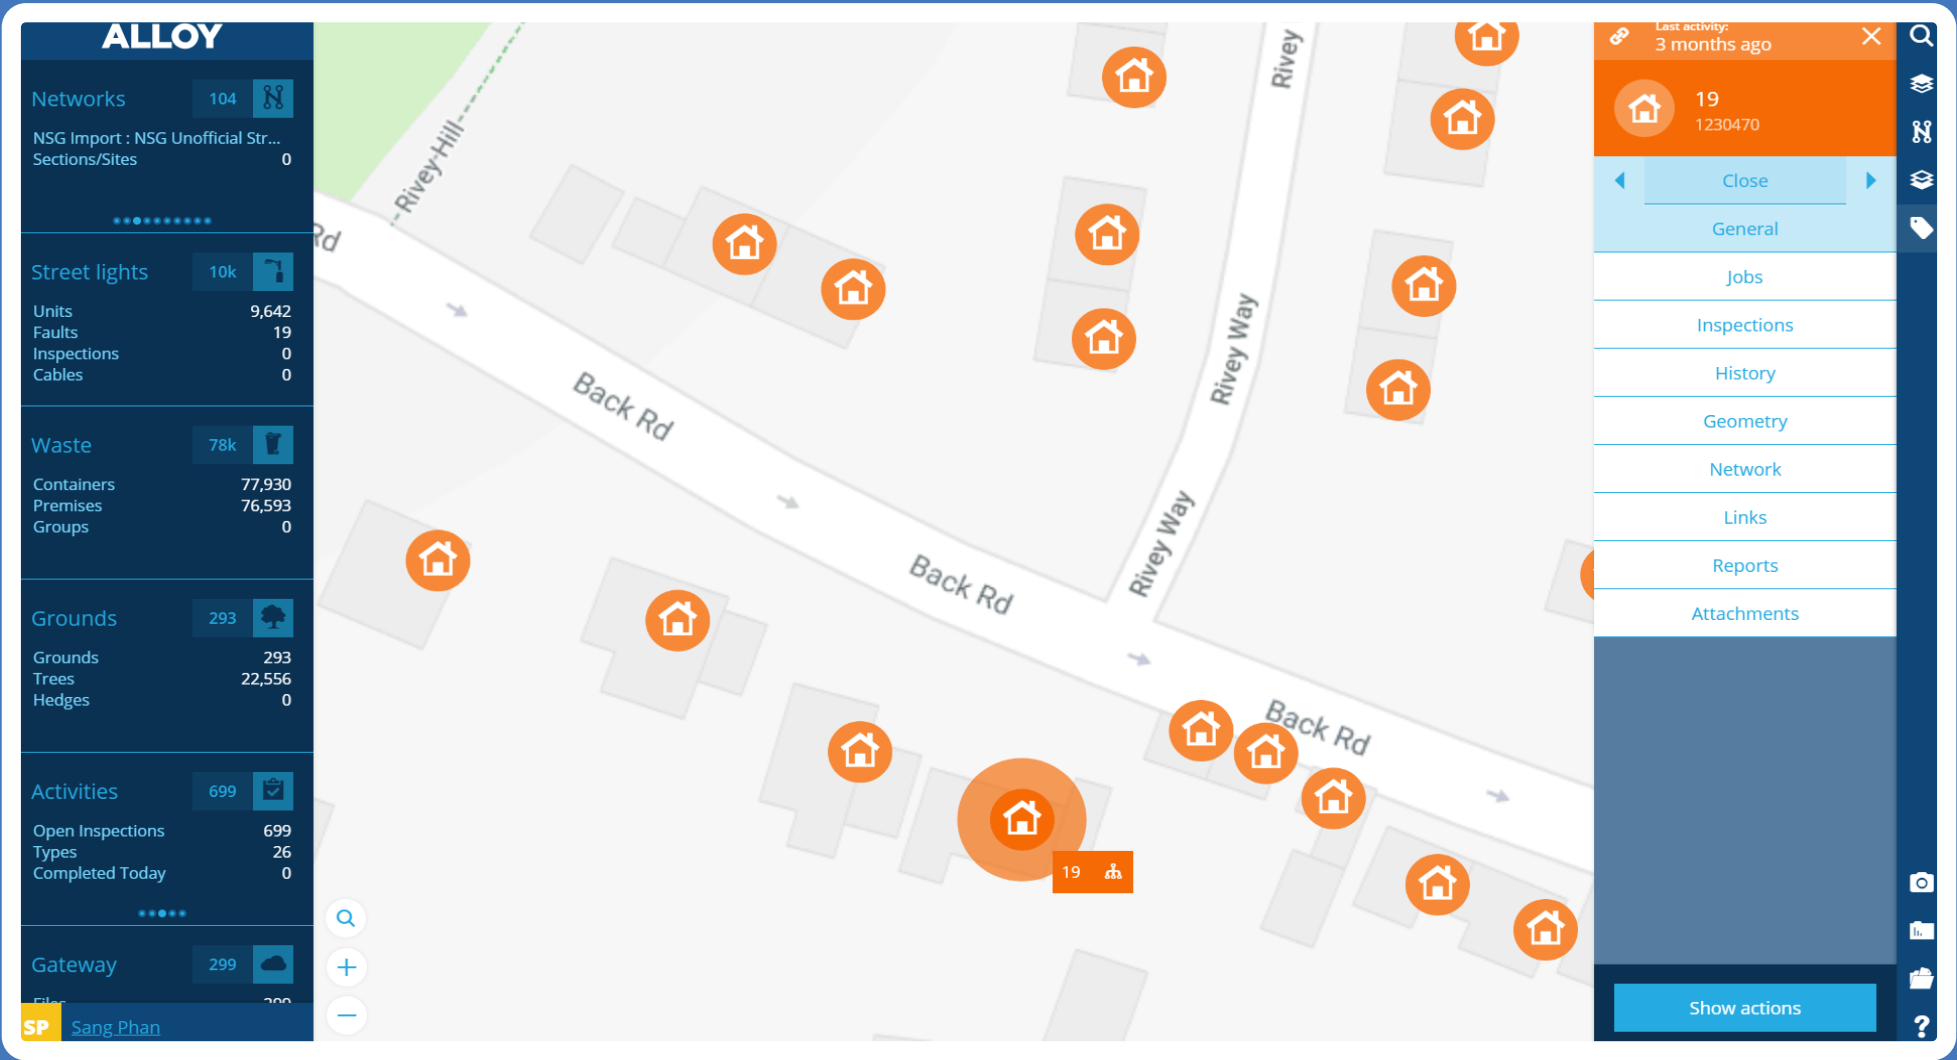 ALLOY
Networks
104
NSG Import : NSG Unofficial Str...
Sections/Sites
0
Street lights
10k
Units
9,642
Faults
19
Inspections
0
Cables
0
Waste
78k
Containers
77,930
Premises
76,593
Groups
0
Grounds
293
Grounds
293
Trees
22,556
Hedges
0
Activities
699
Open Inspections
699
Types
26
Completed Today
0
Gateway
299
Files
299
SP
Sang Phan
Rivey Hill
Rd
Rivey
Back Rd
Rivey Way
Rivey Way
Back Rd
Back Rd
19
Last activity:
3 months ago
19
1230470
Close
General
Jobs
Inspections
History
Geometry
Network
Links
Reports
Attachments
Show actions